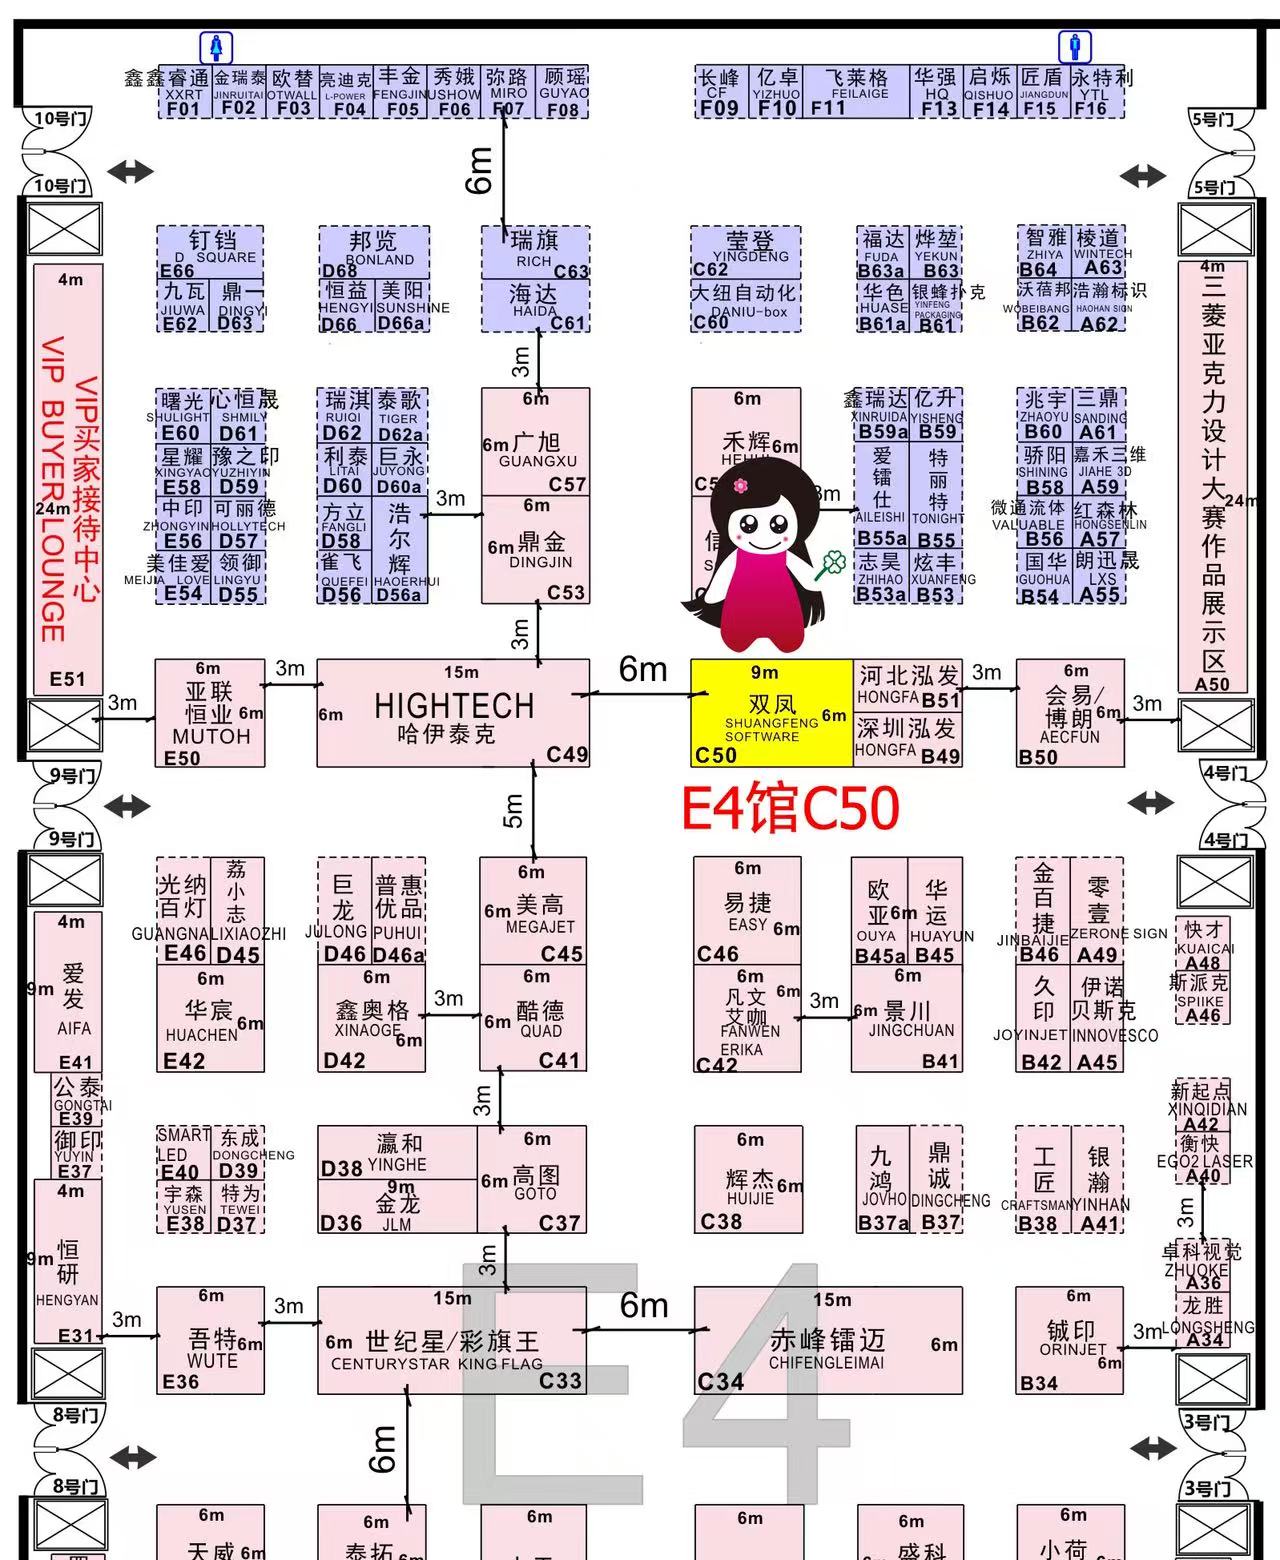 鑫鑫睿通
XXRT
F01
金瑞泰
JINRUITAI
F02
欧替
OTWALL
F03
亮迪克
L-POWER
F04
丰金
FENGJIN
F05
秀娥
USHOW
F06
弥路
MIRO
F07
顾瑶
GUYAO
F08
长峰
CF
F09
亿卓
YIZHUO
F10
飞莱格
FEILAIGE
F11
华强
HQ
F13
启烁
QISHUO
F14
匠盾
JIANGDUN
F15
永特利
YTL
F16
10号门
10号门
5号门
5号门
6m
钉铛
D SQUARE
E66
邦览
BONLAND
D68
瑞旗
RICH
C63
莹登
YINGDENG
C62
福达
FUDA
B63a
烨堃
YEKUN
B63
智雅
ZHIYA
B64
棱道
WINTECH
A63
九瓦
JIUWA
E62
鼎一
DINGYI
D63
恒益
HENGYI
D66
美阳
SUNSHINE
D66a
海达
HAIDA
C61
大纽自动化
DANIU-box
C60
华色
HUASE
B61a
银蜂扑克
YINFENG
PACKAGING
B61
沃蓓邦
WOBEIBANG
B62
浩瀚标识
HAOHAN SIGN
A62
4m
VIP买家接待中心
VIP BUYER LOUNGE
24m
E51
4m
三菱亚克力设计大赛作品展示区
24m
A50
3m
曙光
SHULIGHT
E60
心恒晟
SHMILY
D61
瑞淇
RUIQI
D62
泰歌
TIGER
D62a
6m
6m
广旭
GUANGXU
C57
6m
禾辉
6m
鑫瑞达
XINRUIDA
B59a
亿升
YISHENG
B59
兆宇
ZHAOYU
B60
三鼎
SANDING
A61
星耀
XINGYAO
E58
豫之印
YUZHIYIN
D59
利泰
LITAI
D60
巨永
JUYONG
D60a
爱镭仕
AILEISHI
B55a
特丽特
TONIGHT
B55
骄阳
SHINING
B58
嘉禾三维
JIAHE 3D
A59
中印
ZHONGYIN
E56
可丽德
HOLLYTECH
D57
方立
FANGLI
D58
浩尔辉
HAOERHUI
D56a
3m
6m
6m
鼎金
DINGJIN
C53
3m
微通流体
VALUABLE
B56
红森林
HONGSENLIN
A57
美佳爱
MEIJIA LOVE
E54
领御
LINGYU
D55
雀飞
QUEFEI
D56
志昊
ZHIHAO
B53a
炫丰
XUANFENG
B53
国华
GUOHUA
B54
朗迅晟
LXS
A55
3m
3m
6m
亚联
恒业
6m
MUTOH
E50
3m
15m
6m
HIGHTECH
哈伊泰克
C49
6m
9m
双凤
6m
SHUANGFENG
SOFTWARE
C50
河北泓发
HONGFA
B51
深圳泓发
HONGFA
B49
3m
6m
会易/
博朗
6m
AECFUN
B50
3m
E4馆C50
5m
9号门
9号门
4号门
4号门
光纳
百灯
GUANGNA
E46
荔小志
LIXIAOZHI
D45
巨龙
JULONG
D46
普惠
优品
PUHUI
D46a
6m
6m
美高
MEGAJET
C45
6m
易捷
EASY
6m
C46
欧亚
OUYA
B45a
6m
华运
HUAYUN
B45
金百捷
JINBAIJIE
B46
零壹
ZERONE SIGN
A49
快才
KUAICAI
A48
斯派克
SPIIKE
A46
4m
9m
爱发
AIFA
E41
6m
华宸
6m
HUACHEN
E42
6m
鑫奥格
XINAOGE
6m
D42
3m
6m
6m
酷德
QUAD
C41
6m
凡文
艾咖
6m
FANWEN
ERIKA
C42
3m
6m
6m
景川
JINGCHUAN
B41
久印
JOYINJET
B42
伊诺
贝斯克
INNOVESCO
A45
公泰
GONGTAI
E39
御印
YUYIN
E37
3m
新起点
XINQIDIAN
A42
衡快
EGO2 LASER
A40
SMART
LED
E40
东成
DONGCHENG
D39
宇森
YUSEN
E38
特为
TEWEI
D37
瀛和
YINGHE
D38
9m
金龙
JLM
D36
6m
6m
高图
GOTO
C37
6m
辉杰
HUIJIE
6m
C38
九鸿
JOVHO
B37a
鼎诚
DINGCHENG
B37
工匠
CRAFTSMAN
B38
银瀚
YINHAN
A41
3m
4m
9m
恒研
HENGYAN
E31
3m
卓科视觉
ZHUOKE
A36
龙胜
LONGSHENG
A34
3m
6m
吾特
6m
WUTE
E36
3m
15m
6m
世纪星/彩旗王
CENTURYSTAR KING FLAG
C33
6m
15m
赤峰镭迈
6m
CHIFENGLEIMAI
C34
6m
铖印
ORINJET
6m
B34
3m
E4
8号门
8号门
3号门
3号门
6m
6m
天威
6m
6m
泰拓
6m
6m
6m
盛科
6m
小荷